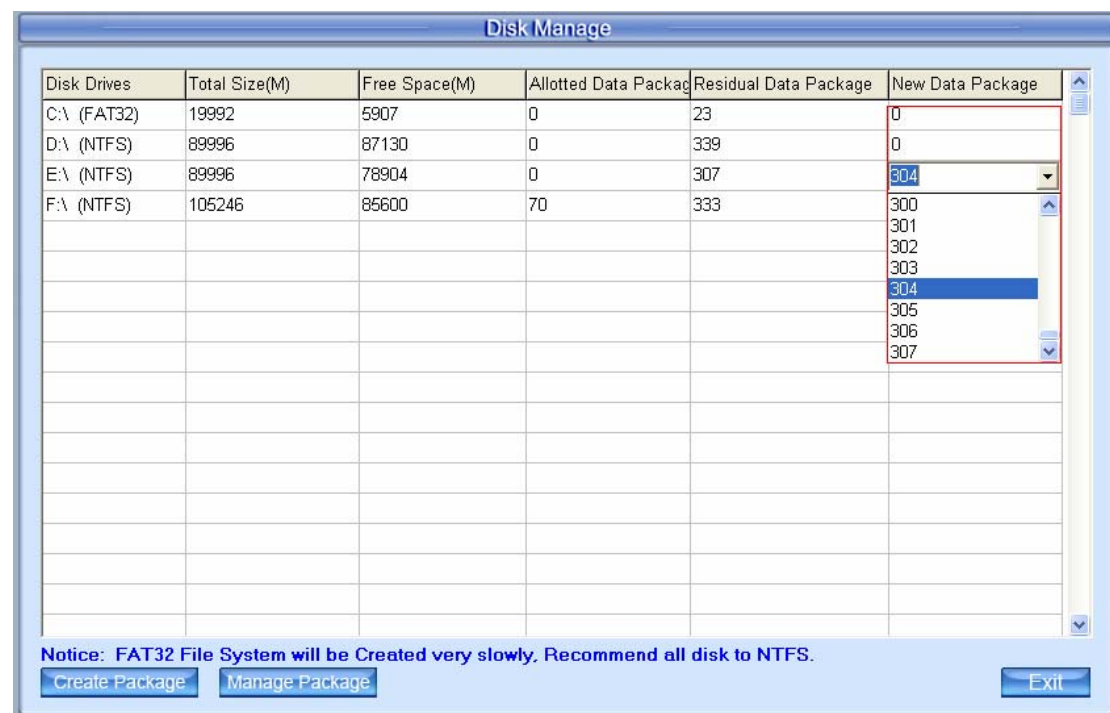 Disk Manage
Disk Drives Total Size(M) Free Space(M) Allotted Data Packag Residual Data Package New Data Package
C:\ (FAT32) 19992 5907 0 23 0
D:\ (NTFS) 89996 87130 0 339 0
E:\ (NTFS) 89996 78904 0 307 304
F:\ (NTFS) 105246 85600 70 333 300
301
302
303
304
305
306
307
Notice: FAT32 File System will be Created very slowly, Recommend all disk to NTFS.
Create Package Manage Package Exit